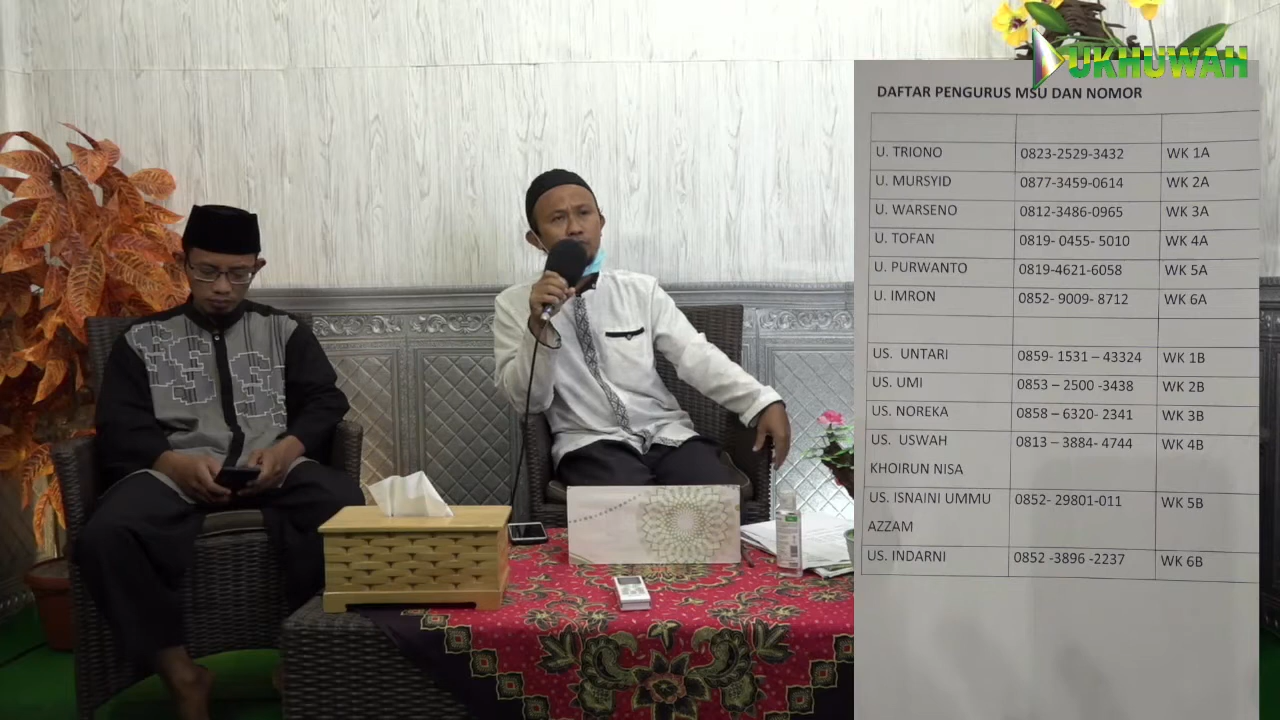 UKHUWAH
DAFTAR PENGURUS MSU DAN NOMOR
U. TRIONO 0823-2529-3432 WK 1A
U. MURSYID 0877-3459-0614 WK 2A
U. WARSENO 0812-3486-0965 WK 3A
U. TOFAN 0819- 0455- 5010 WK 4A
U. PURWANTO 0819-4621-6058 WK 5A
U. IMRON 0852- 9009- 8712 WK 6A
US. UNTARI 0859- 1531 – 43324 WK 1B
US. UMI 0853 – 2500 -3438 WK 2B
US. NOREKA 0858 – 6320- 2341 WK 3B
US. USWAH 0813 – 3884- 4744 WK 4B
KHOIRUN NISA
US. ISNAINI UMMU 0852- 29801-011 WK 5B
AZZAM
US. INDARNI 0852 -3896 -2237 WK 6B